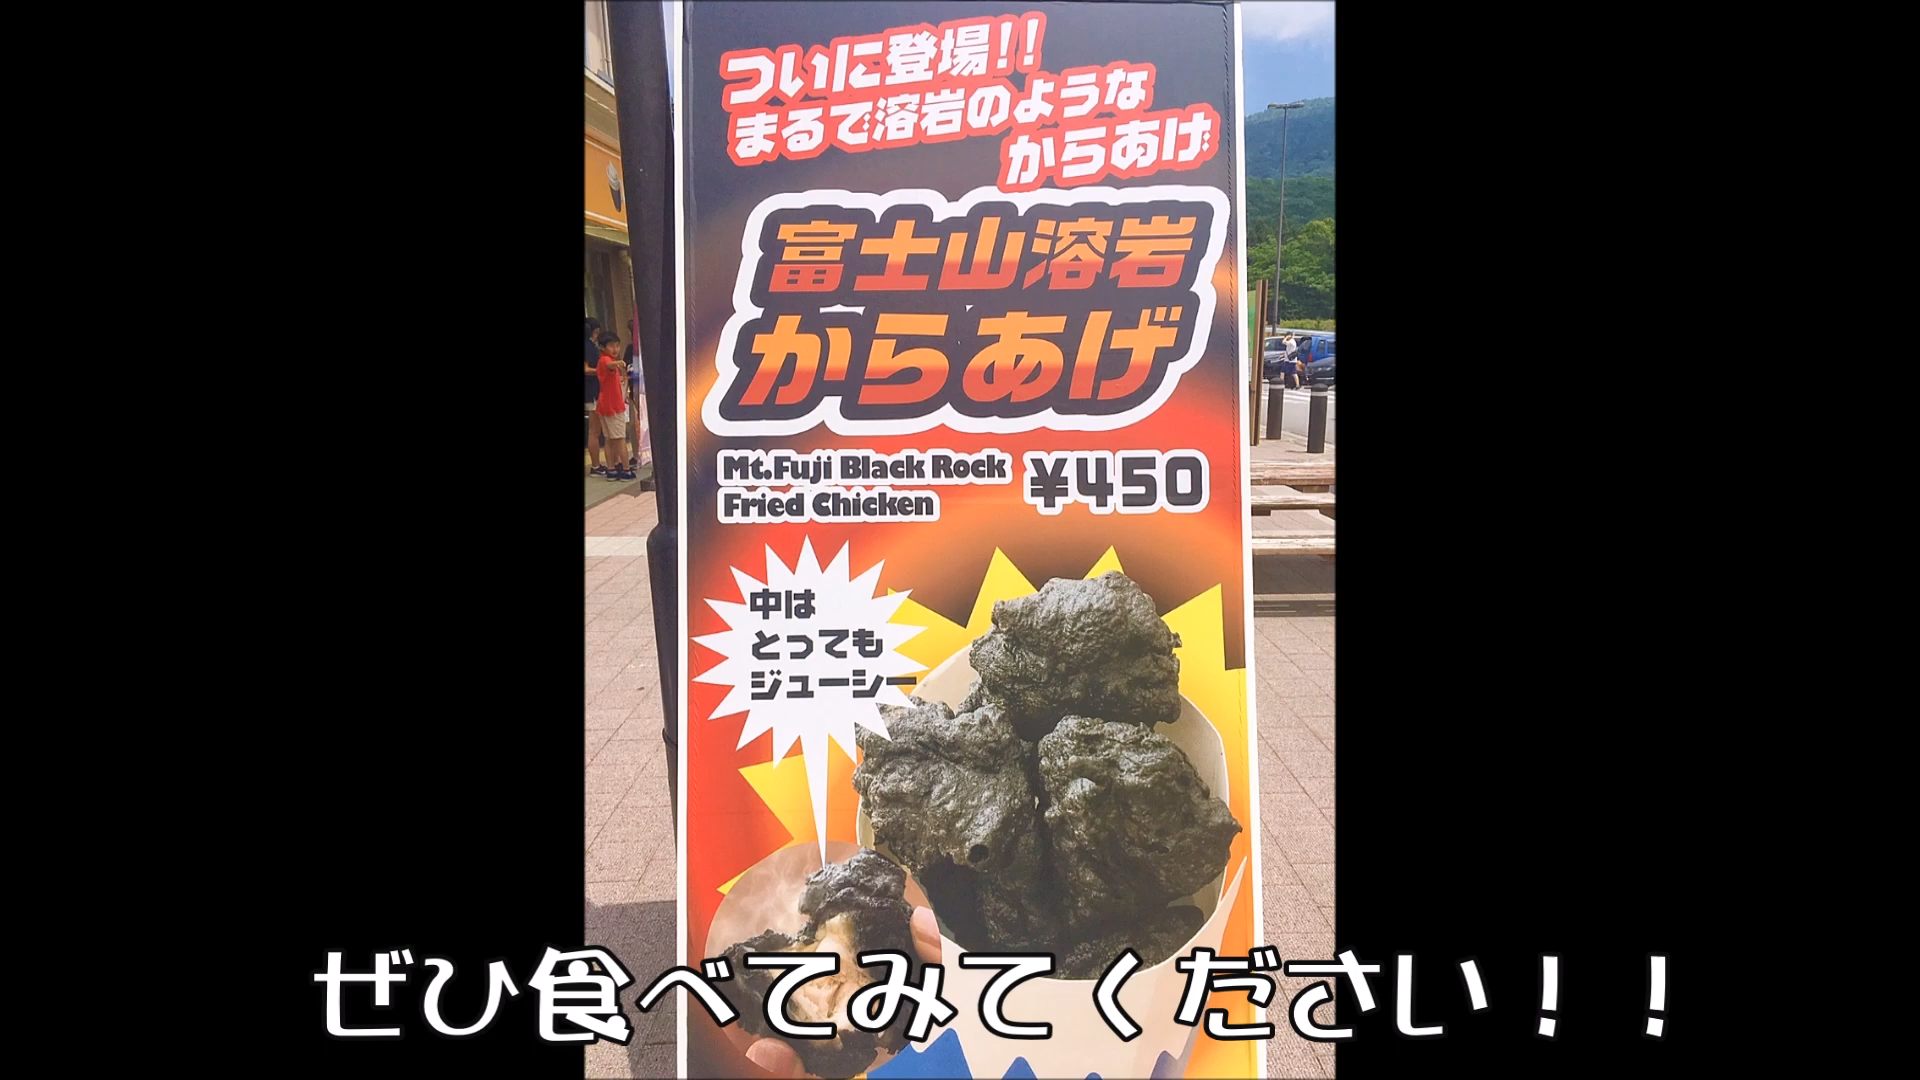 ついに登場!!
まるで溶岩のような
からあげ
富士山溶岩
からあげ
Mt.Fuji Black Rock
Fried Chicken
¥450
中は
とっても
ジューシー
ぜひ食べてみてください！！